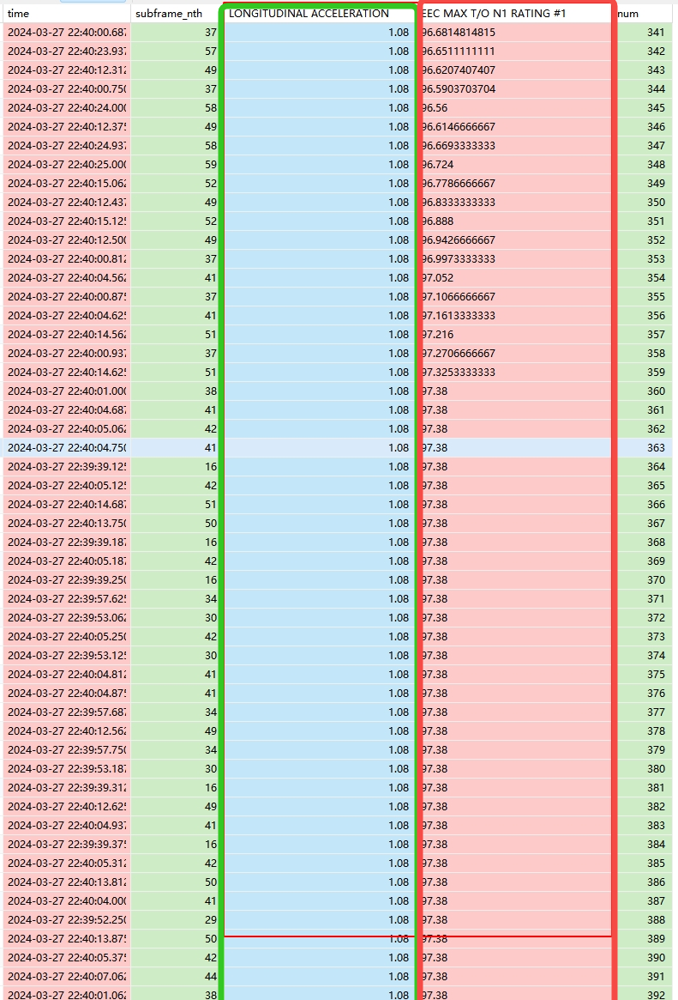 time subframe_nth LONGITUDINAL ACCELERATION EEC MAX T/O N1 RATING #1 num
2024-03-27 22:40:00.687 37 1.08 96.6814814815 341
2024-03-27 22:40:23.937 57 1.08 96.6511111111 342
2024-03-27 22:40:12.312 49 1.08 96.6207407407 343
2024-03-27 22:40:00.750 37 1.08 96.5903703704 344
2024-03-27 22:40:24.000 58 1.08 96.56 345
2024-03-27 22:40:12.375 49 1.08 96.6146666667 346
2024-03-27 22:40:24.937 58 1.08 96.6693333333 347
2024-03-27 22:40:25.000 59 1.08 96.724 348
2024-03-27 22:40:15.062 52 1.08 96.7786666667 349
2024-03-27 22:40:12.437 49 1.08 96.8333333333 350
2024-03-27 22:40:15.125 52 1.08 96.888 351
2024-03-27 22:40:12.500 49 1.08 96.9426666667 352
2024-03-27 22:40:00.812 37 1.08 96.9973333333 353
2024-03-27 22:40:04.562 41 1.08 97.052 354
2024-03-27 22:40:00.875 37 1.08 97.1066666667 355
2024-03-27 22:40:04.625 41 1.08 97.1613333333 356
2024-03-27 22:40:14.562 51 1.08 97.216 357
2024-03-27 22:40:00.937 37 1.08 97.2706666667 358
2024-03-27 22:40:14.625 51 1.08 97.3253333333 359
2024-03-27 22:40:01.000 38 1.08 97.38 360
2024-03-27 22:40:04.687 41 1.08 97.38 361
2024-03-27 22:40:05.062 42 1.08 97.38 362
2024-03-27 22:40:04.750 41 1.08 97.38 363
2024-03-27 22:39:39.125 16 1.08 97.38 364
2024-03-27 22:40:05.125 42 1.08 97.38 365
2024-03-27 22:40:14.687 51 1.08 97.38 366
2024-03-27 22:40:13.750 50 1.08 97.38 367
2024-03-27 22:39:39.187 16 1.08 97.38 368
2024-03-27 22:40:05.187 42 1.08 97.38 369
2024-03-27 22:39:39.250 16 1.08 97.38 370
2024-03-27 22:39:57.625 34 1.08 97.38 371
2024-03-27 22:39:53.062 30 1.08 97.38 372
2024-03-27 22:40:05.250 42 1.08 97.38 373
2024-03-27 22:39:53.125 30 1.08 97.38 374
2024-03-27 22:40:04.812 41 1.08 97.38 375
2024-03-27 22:40:04.875 41 1.08 97.38 376
2024-03-27 22:39:57.687 34 1.08 97.38 377
2024-03-27 22:40:12.562 49 1.08 97.38 378
2024-03-27 22:39:57.750 34 1.08 97.38 379
2024-03-27 22:39:53.187 30 1.08 97.38 380
2024-03-27 22:39:39.312 16 1.08 97.38 381
2024-03-27 22:40:12.625 49 1.08 97.38 382
2024-03-27 22:40:04.937 41 1.08 97.38 383
2024-03-27 22:39:39.375 16 1.08 97.38 384
2024-03-27 22:40:05.312 42 1.08 97.38 385
2024-03-27 22:40:13.812 50 1.08 97.38 386
2024-03-27 22:40:04.000 41 1.08 97.38 387
2024-03-27 22:39:52.250 29 1.08 97.38 388
2024-03-27 22:40:13.875 50 1.08 97.38 389
2024-03-27 22:40:05.375 42 1.08 97.38 390
2024-03-27 22:40:07.062 44 1.08 97.38 391
2024-03-27 22:40:01.062 38 1.08 97.38 392